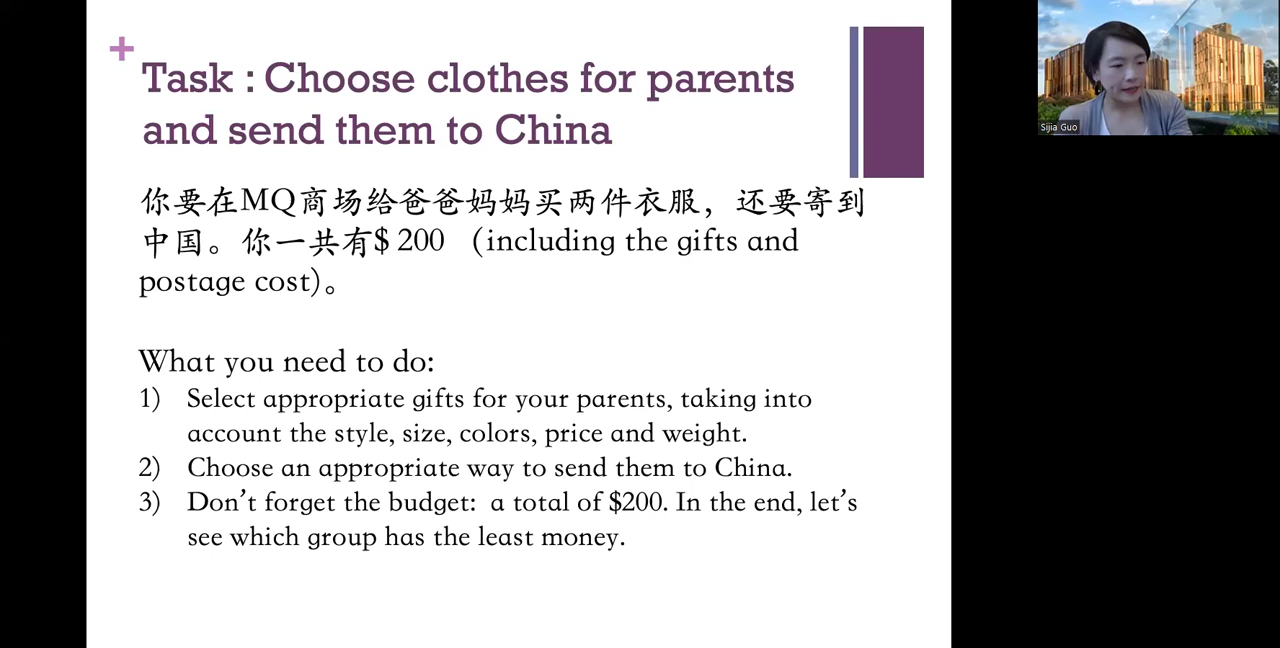 +
Task : Choose clothes for parents
and send them to China
你要在MQ商场给爸爸妈妈买两件衣服，还要寄到
中国。你一共有$ 200 （including the gifts and
postage cost)。
What you need to do:
1) Select appropriate gifts for your parents, taking into
account the style, size, colors, price and weight.
2) Choose an appropriate way to send them to China.
3) Don’t forget the budget: a total of $200. In the end, let’s
see which group has the least money.
Sijia Guo